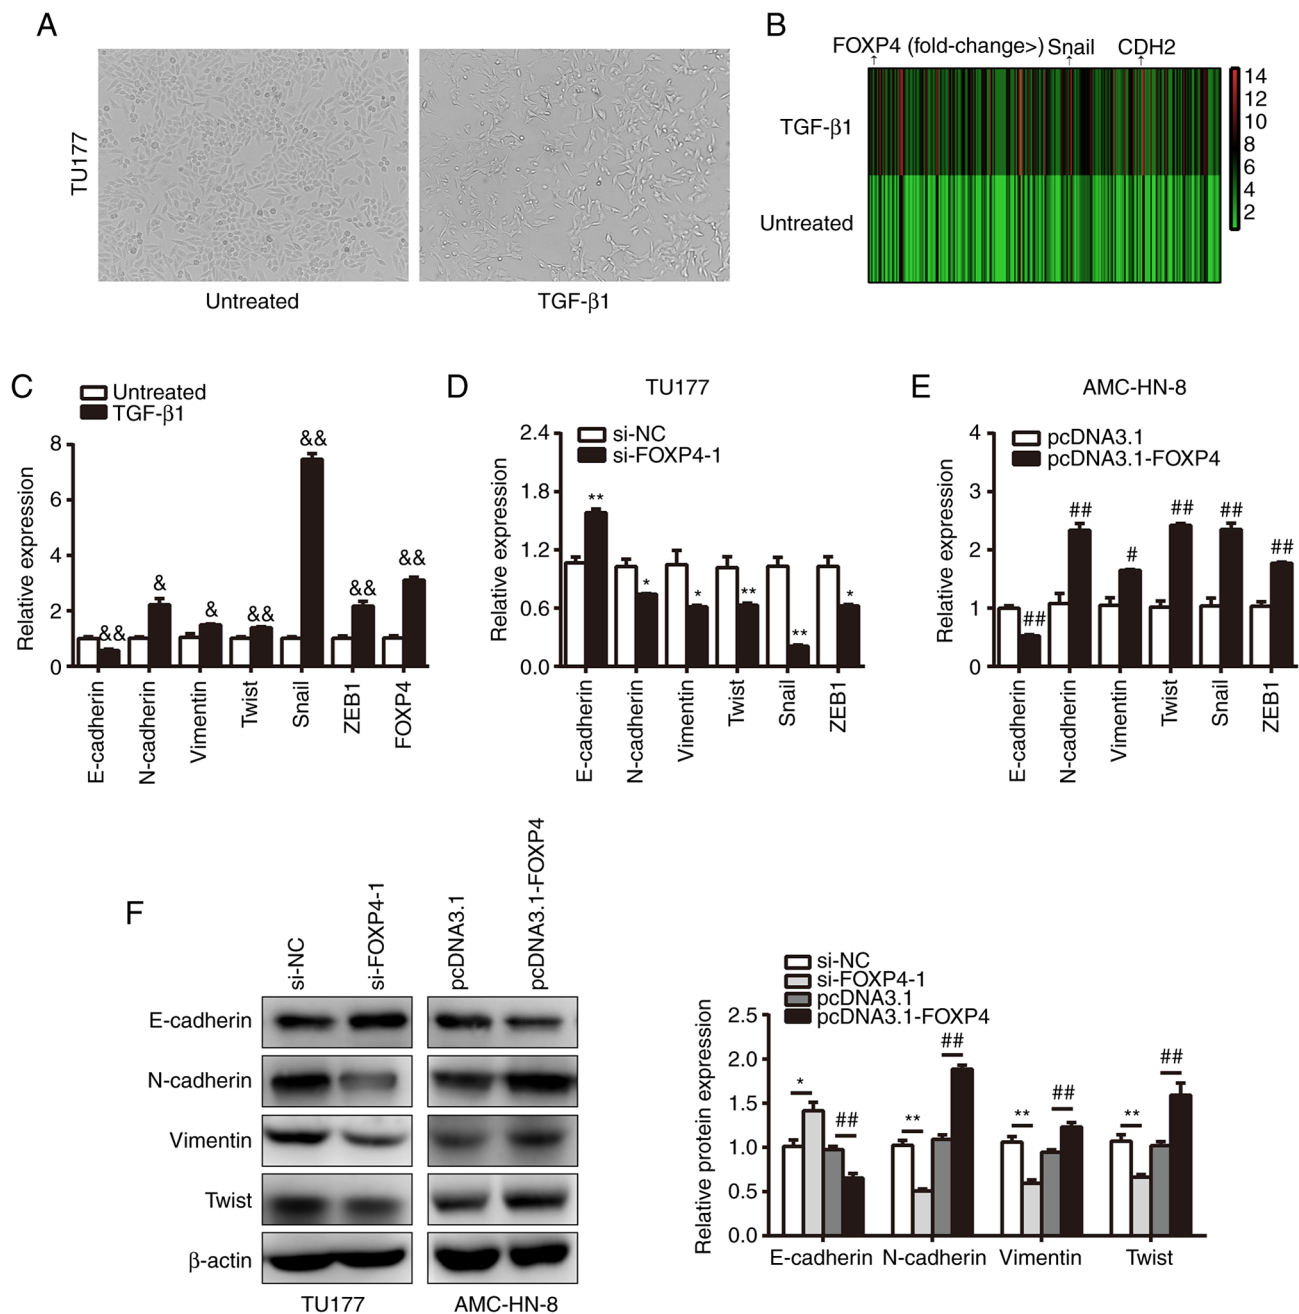 A
TU177
Untreated
TGF-β1
B
FOXP4 (fold-change>) Snail CDH2
TGF-β1
Untreated
14
12
10
8
6
4
2
C
Untreated
TGF-β1
Relative expression
8
6
4
2
0
&& & & && && && &&
E-cadherin N-cadherin Vimentin Twist Snail ZEB1 FOXP4
D
TU177
si-NC
si-FOXP4-1
Relative expression
2.4
1.8
1.2
0.6
0.0
** * * ** ** *
E-cadherin N-cadherin Vimentin Twist Snail ZEB1
E
AMC-HN-8
pcDNA3.1
pcDNA3.1-FOXP4
Relative expression
4
3
2
1
0
## ## # ## ## ##
E-cadherin N-cadherin Vimentin Twist Snail ZEB1
F
si-NC si-FOXP4-1 pcDNA3.1 pcDNA3.1-FOXP4
E-cadherin
N-cadherin
Vimentin
Twist
β-actin
TU177 AMC-HN-8
si-NC
si-FOXP4-1
pcDNA3.1
pcDNA3.1-FOXP4
Relative protein expression
2.5
2.0
1.5
1.0
0.5
0.0
* ## ** ## ** ## ** ##
E-cadherin N-cadherin Vimentin Twist